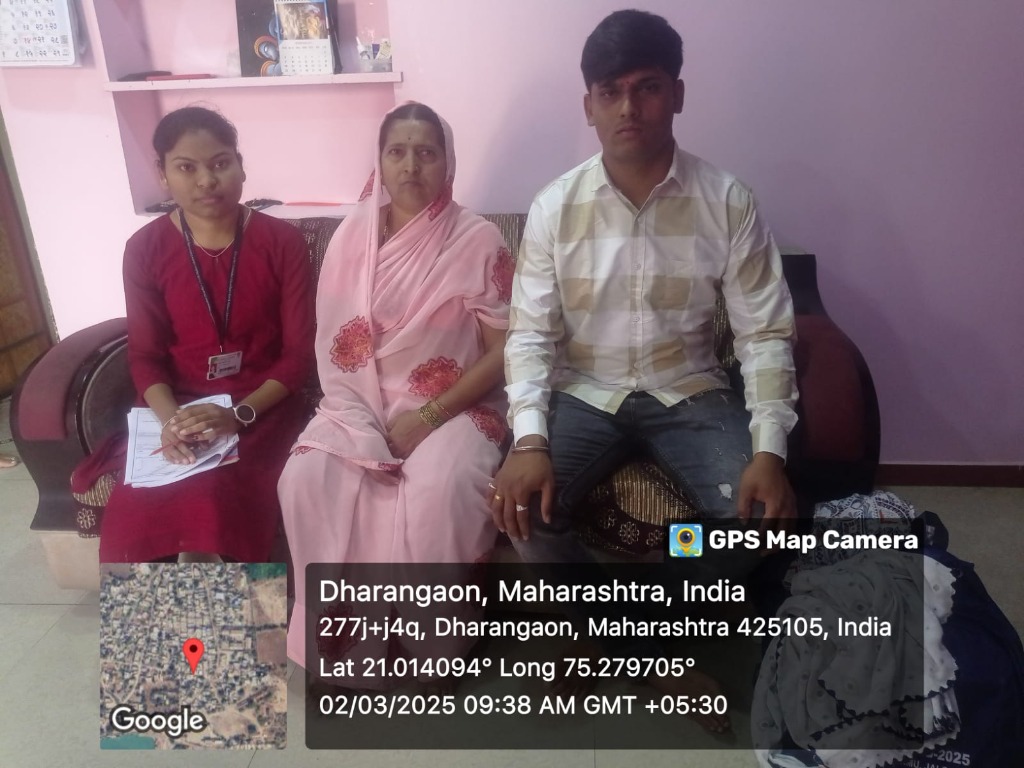 GPS Map Camera
Dharangaon, Maharashtra, India
277j+j4q, Dharangaon, Maharashtra 425105, India
Lat 21.014094° Long 75.279705°
02/03/2025 09:38 AM GMT +05:30
Google
-2025